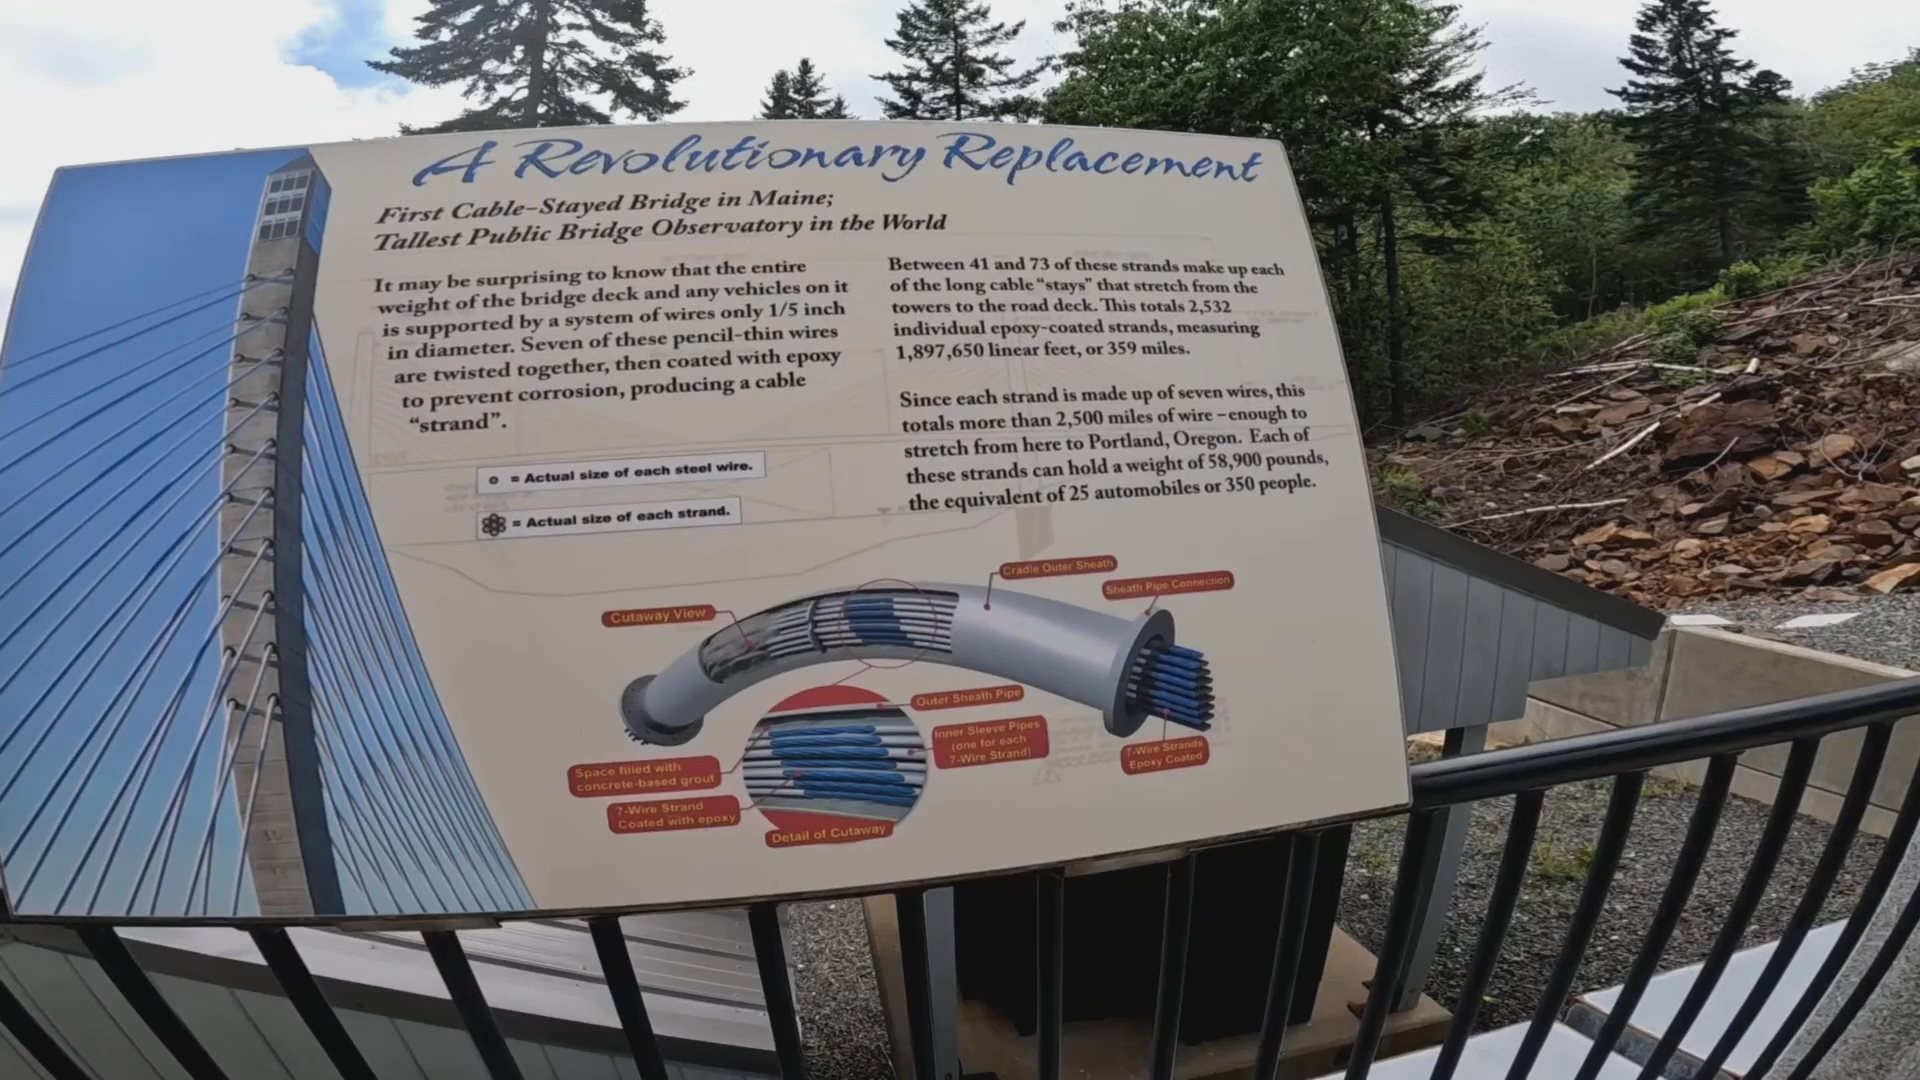 A Revolutionary Replacement
First Cable-Stayed Bridge in Maine;
Tallest Public Bridge Observatory in the World
It may be surprising to know that the entire
weight of the bridge deck and any vehicles on it
is supported by a system of wires only 1/5 inch
in diameter. Seven of these pencil-thin wires
are twisted together, then coated with epoxy
to prevent corrosion, producing a cable
“strand”.
= Actual size of each steel wire.
= Actual size of each strand.
Between 41 and 73 of these strands make up each
of the long cable “stays” that stretch from the
towers to the road deck. This totals 2,532
individual epoxy-coated strands, measuring
1,897,650 linear feet, or 359 miles.
Since each strand is made up of seven wires, this
totals more than 2,500 miles of wire – enough to
stretch from here to Portland, Oregon. Each of
these strands can hold a weight of 58,900 pounds,
the equivalent of 25 automobiles or 350 people.
Cutaway View
Cradle Outer Sheath
Sheath Pipe Connection
Outer Sheath Pipe
Inner Sleeve Pipes
(one for each
7-Wire Strand)
7-Wire Strands
Epoxy Coated
Space filled with
concrete-based grout
7-Wire Strand
Coated with epoxy
Detail of Cutaway